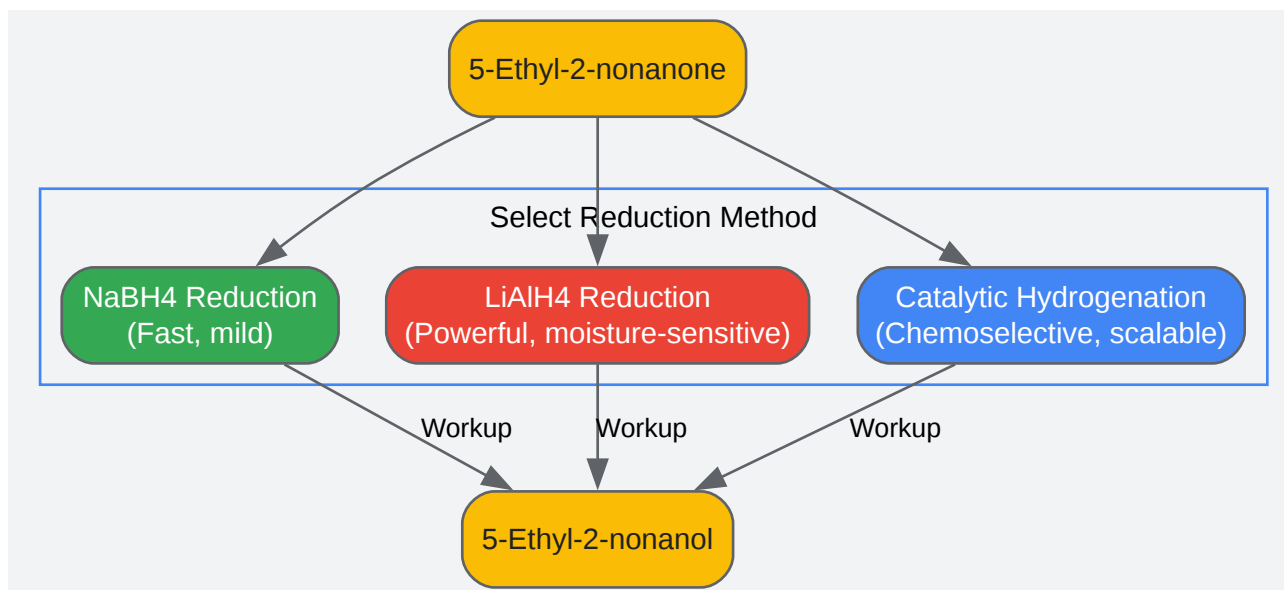 5-Ethyl-2-nonanone
Select Reduction Method
NaBH4 Reduction
(Fast, mild)
LiAlH4 Reduction
(Powerful, moisture-sensitive)
Catalytic Hydrogenation
(Chemoselective, scalable)
Workup
Workup
Workup
5-Ethyl-2-nonanol